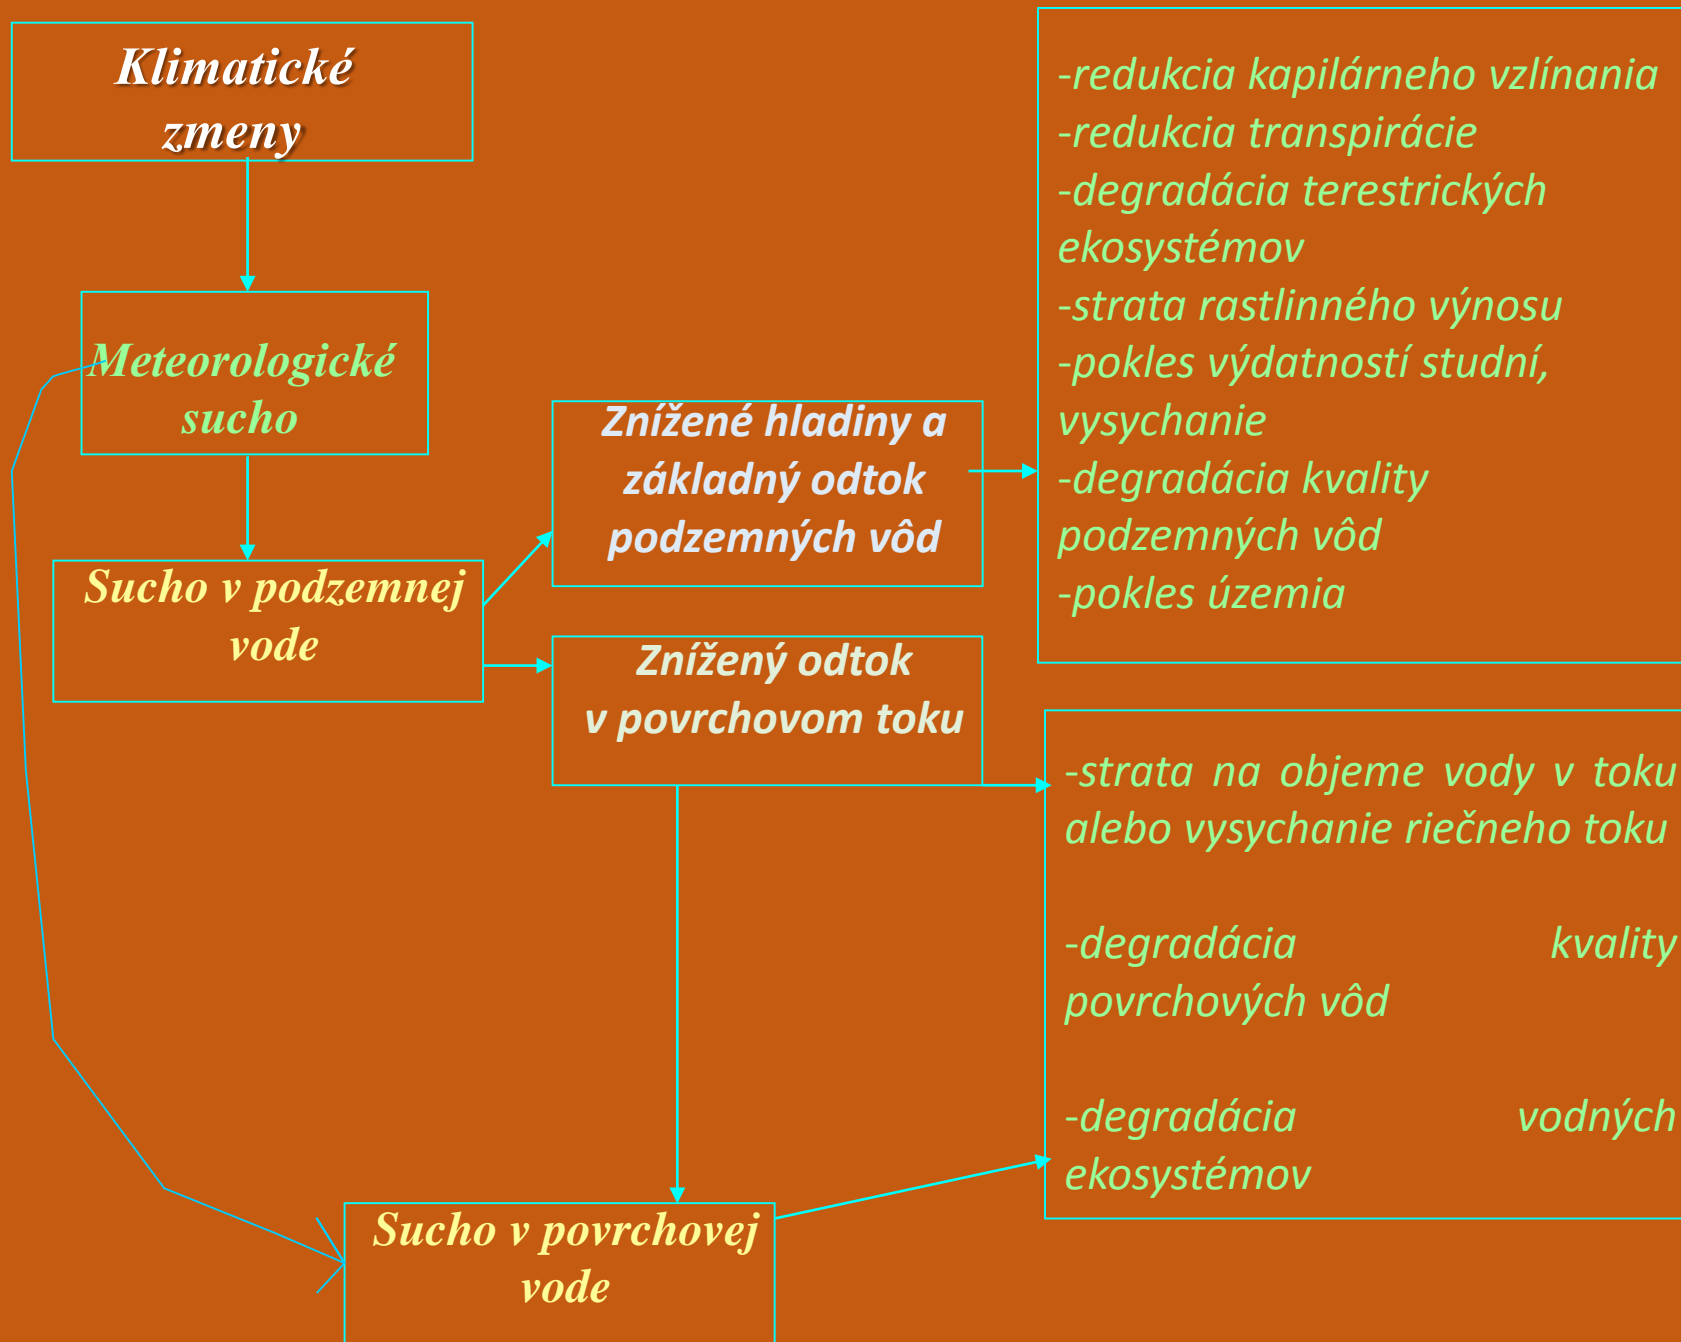 Klimatické
zmeny
Meteorologické
sucho
Sucho v podzemnej
vode
Znížené hladiny a
základný odtok
podzemných vôd
Znížený odtok
v povrchovom toku
Sucho v povrchovej
vode
-redukcia kapilárneho vzlínania
-redukcia transpirácie
-degradácia terestrických
ekosystémov
-strata rastlinného výnosu
-pokles výdatností studní,
vysychanie
-degradácia kvality
podzemných vôd
-pokles územia
-strata na objeme vody v toku
alebo vysychanie riečneho toku
-degradácia kvality
povrchových vôd
-degradácia vodných
ekosystémov